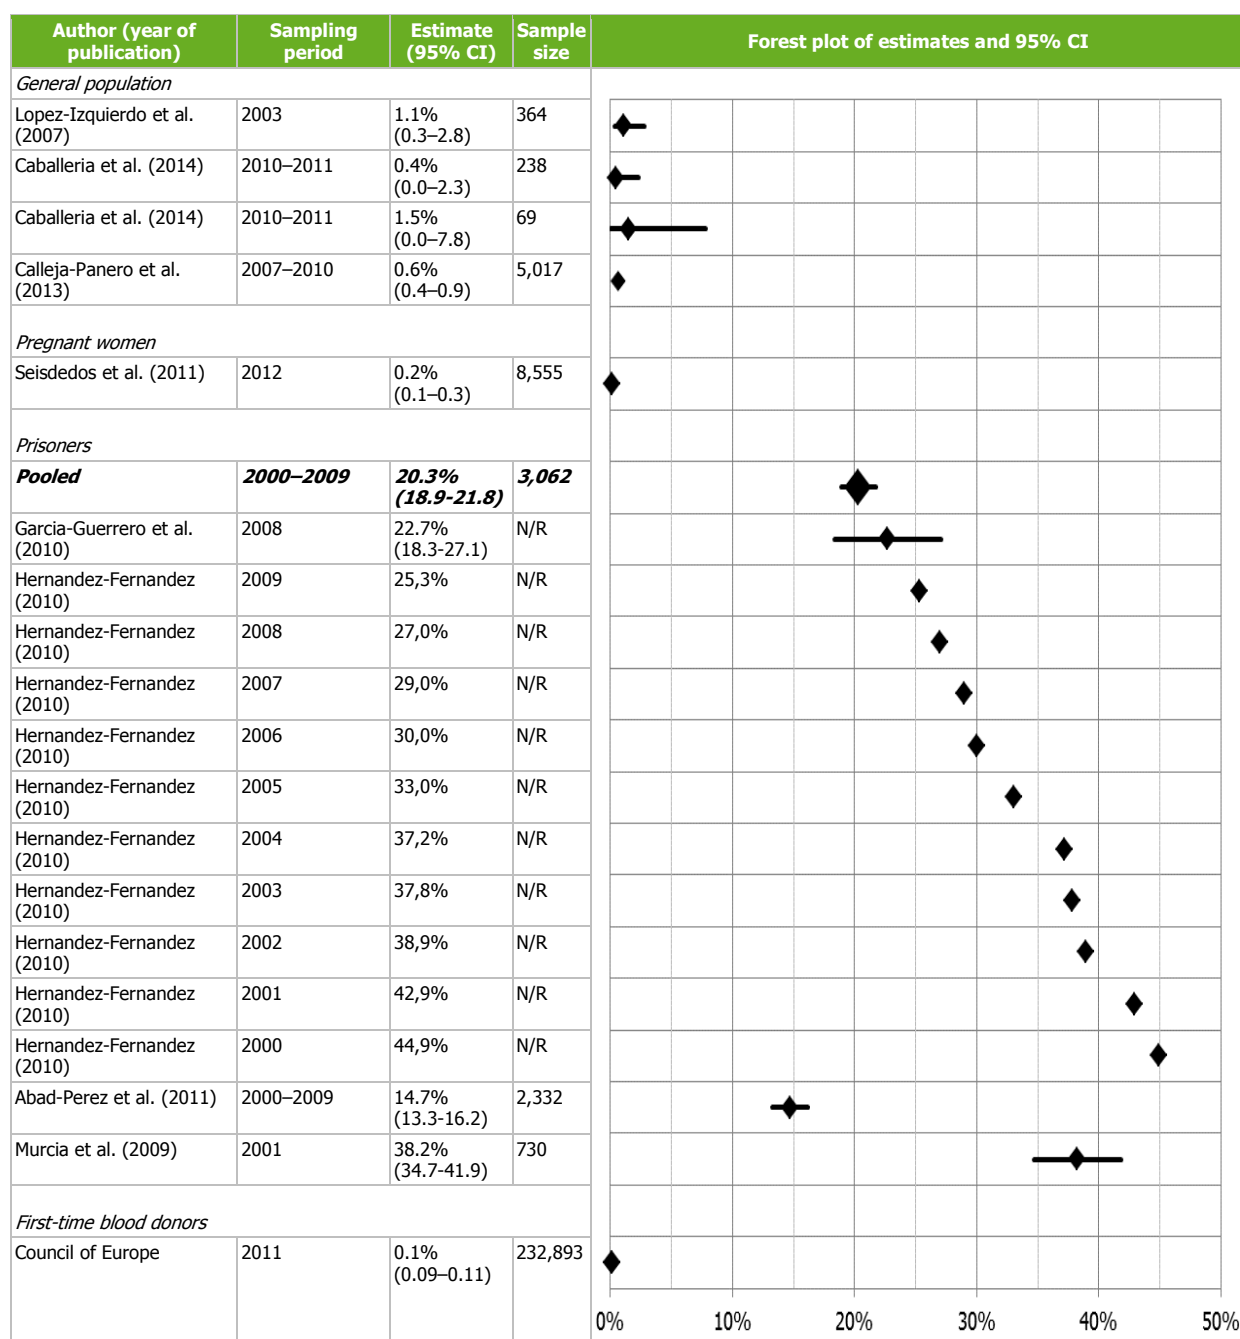 Author (year of publication) Sampling period Estimate (95% CI) Sample size Forest plot of estimates and 95% CI
General population
Lopez-Izquierdo et al. (2007) 2003 1.1% (0.3–2.8) 364
Caballeria et al. (2014) 2010–2011 0.4% (0.0–2.3) 238
Caballeria et al. (2014) 2010–2011 1.5% (0.0–7.8) 69
Calleja-Panero et al. (2013) 2007–2010 0.6% (0.4–0.9) 5,017
Pregnant women
Seisdedos et al. (2011) 2012 0.2% (0.1–0.3) 8,555
Prisoners
Pooled 2000–2009 20.3% (18.9-21.8) 3,062
Garcia-Guerrero et al. (2010) 2008 22.7% (18.3-27.1) N/R
Hernandez-Fernandez (2010) 2009 25,3% N/R
Hernandez-Fernandez (2010) 2008 27,0% N/R
Hernandez-Fernandez (2010) 2007 29,0% N/R
Hernandez-Fernandez (2010) 2006 30,0% N/R
Hernandez-Fernandez (2010) 2005 33,0% N/R
Hernandez-Fernandez (2010) 2004 37,2% N/R
Hernandez-Fernandez (2010) 2003 37,8% N/R
Hernandez-Fernandez (2010) 2002 38,9% N/R
Hernandez-Fernandez (2010) 2001 42,9% N/R
Hernandez-Fernandez (2010) 2000 44,9% N/R
Abad-Perez et al. (2011) 2000–2009 14.7% (13.3-16.2) 2,332
Murcia et al. (2009) 2001 38.2% (34.7-41.9) 730
First-time blood donors
Council of Europe 2011 0.1% (0.09–0.11) 232,893
0% 10% 20% 30% 40% 50%